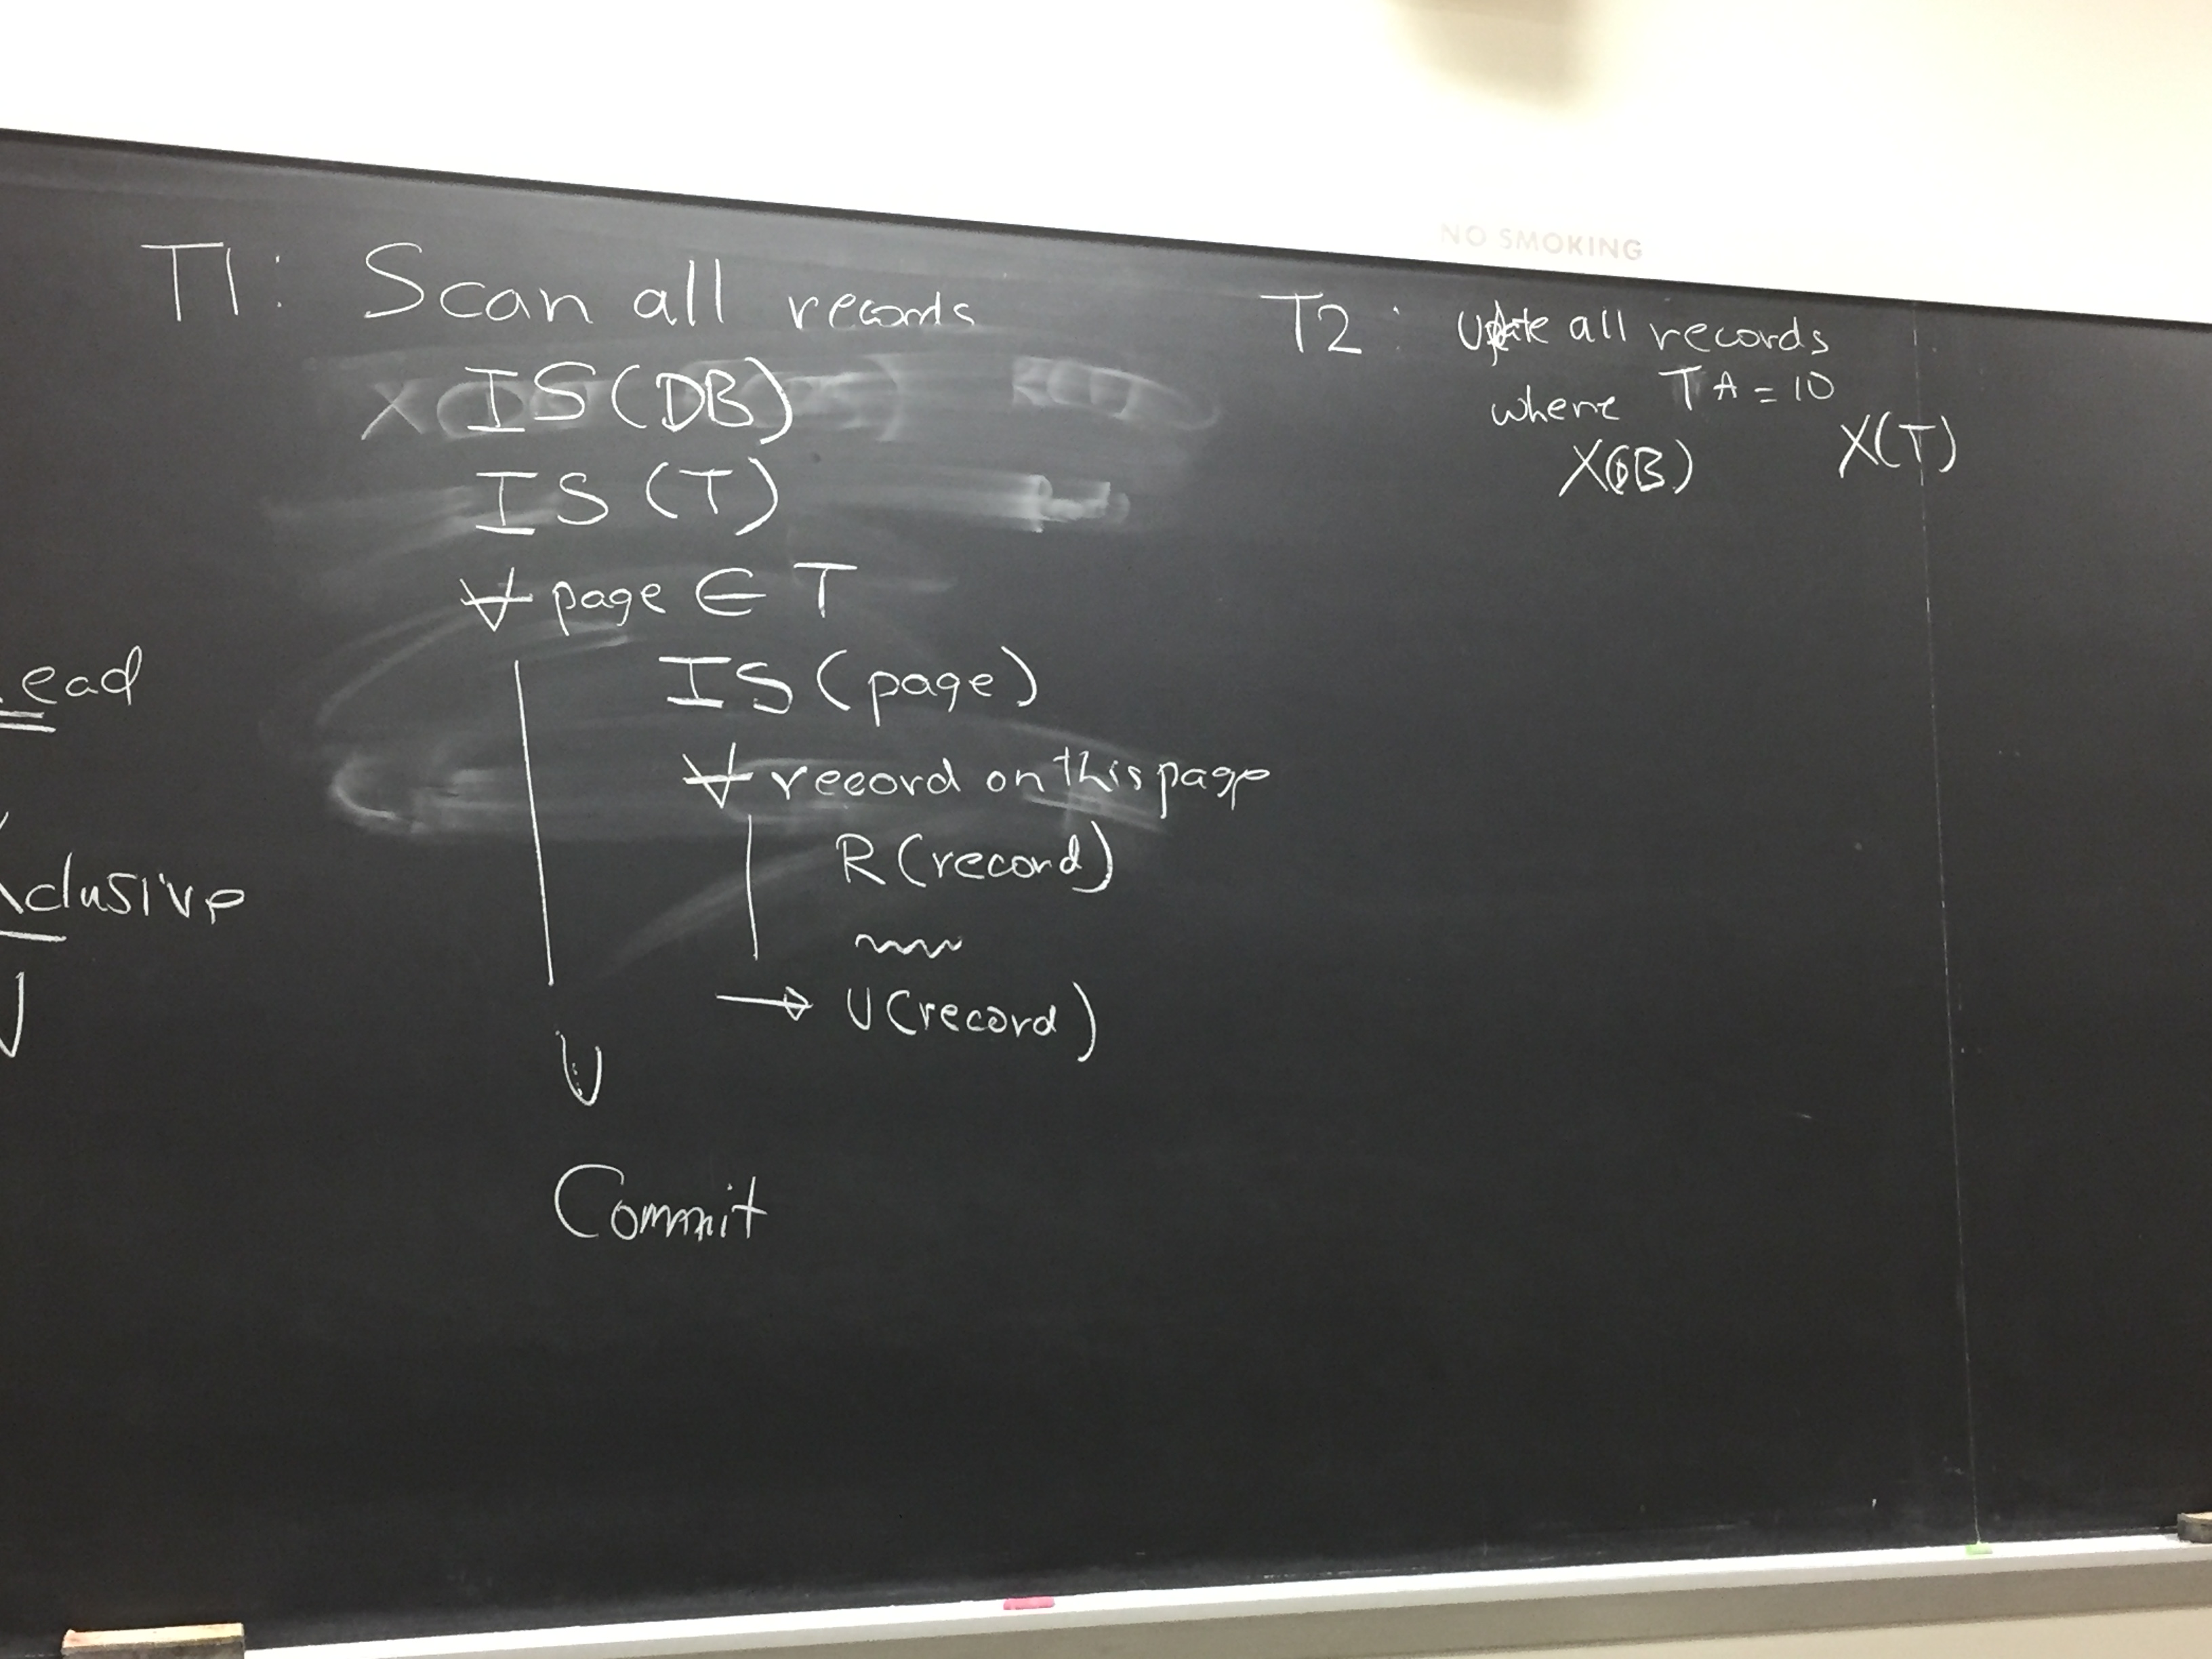 NO SMOKING
T1: Scan all records
X IS(DB)
IS(T)
∀ page ∈ T
IS(page)
∀ record on this page
R(record)
→ U(record)
U
Commit
T2: Update all records
where T A = 10
X(DB) X(T)
ead
xclusive